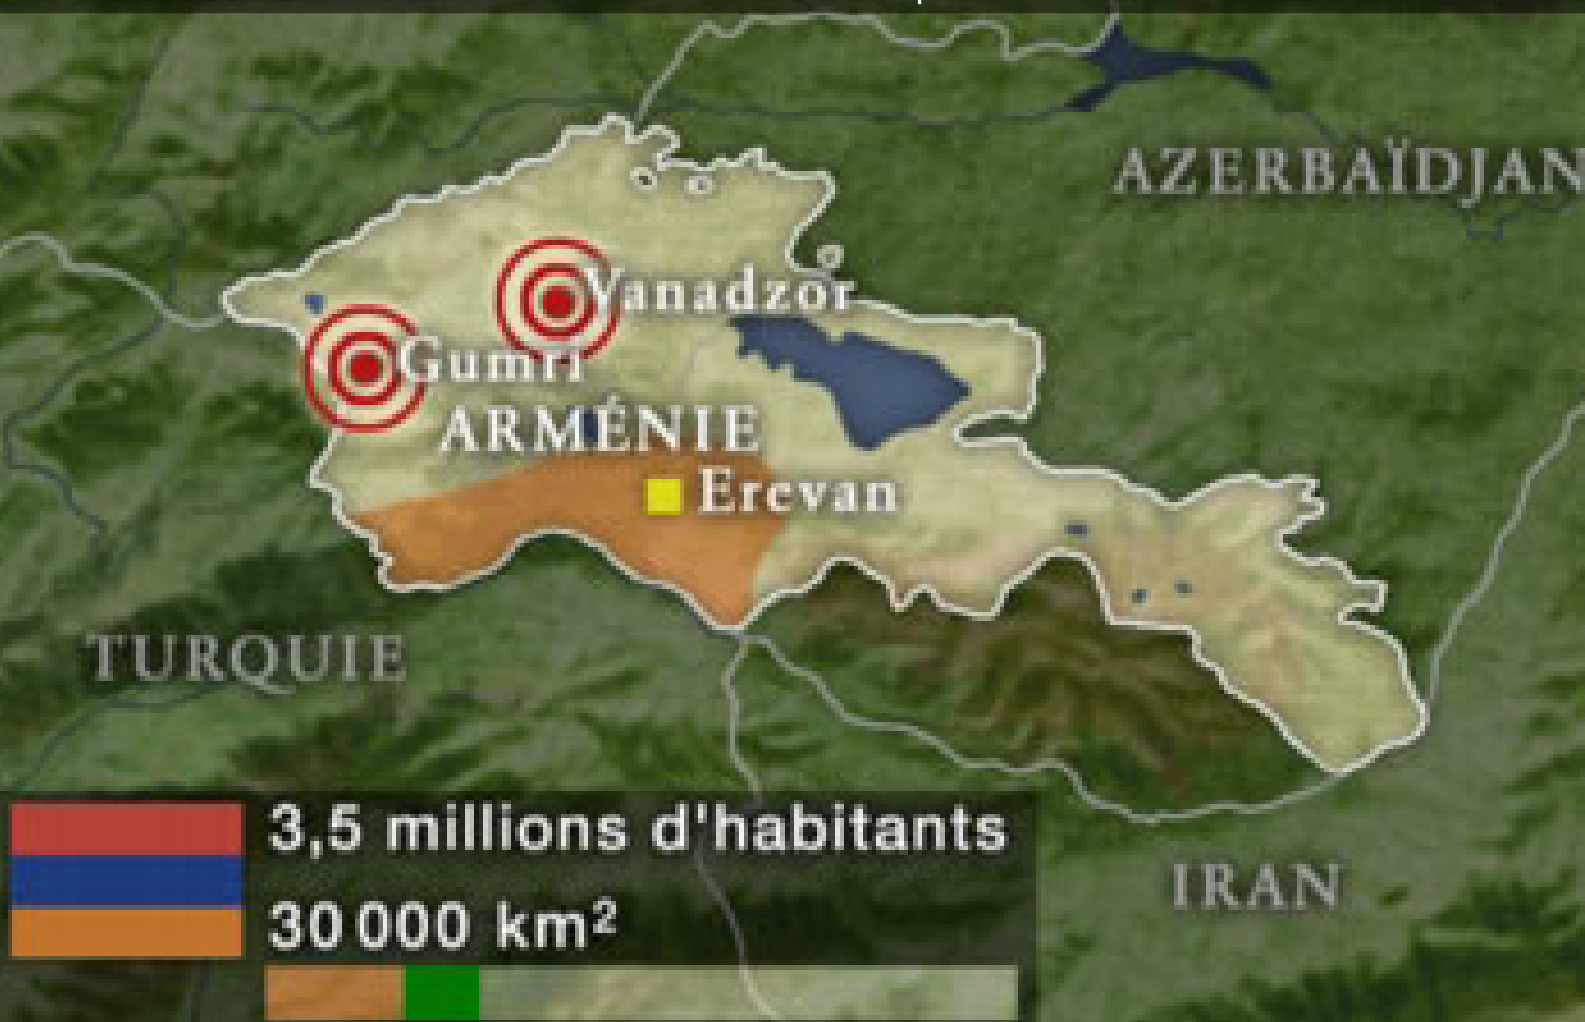 AZERBAÏDJAN
Vanadzor
Gumri
ARMÉNIE
Erevan
TURQUIE
3,5 millions d'habitants
IRAN
30 000 km²